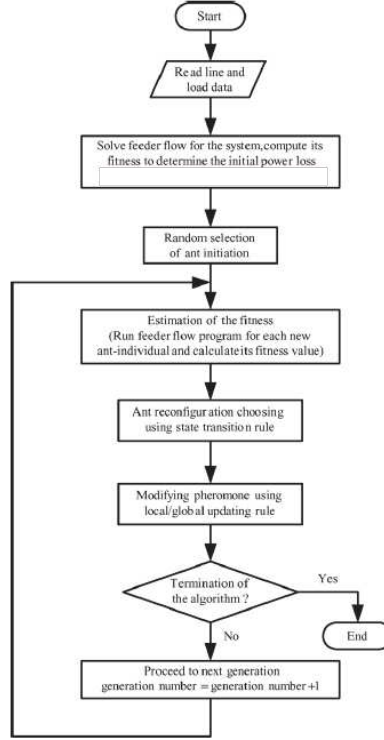 Start
Read line and
load data
Solve feeder flow for the system,compute its
fitness to determine the initial power loss
Random selection
of ant initiation
Estimation of the fitness
(Run feeder flow program for each new
ant-individual and calculateits fitness value)
Ant reconfiguration choosing
using state transition rule
Modifying pheromone using
local/global updating rule
Termination of
the algorithm ?
Yes
End
No
Proceed to next generation
generation number = generation number+1